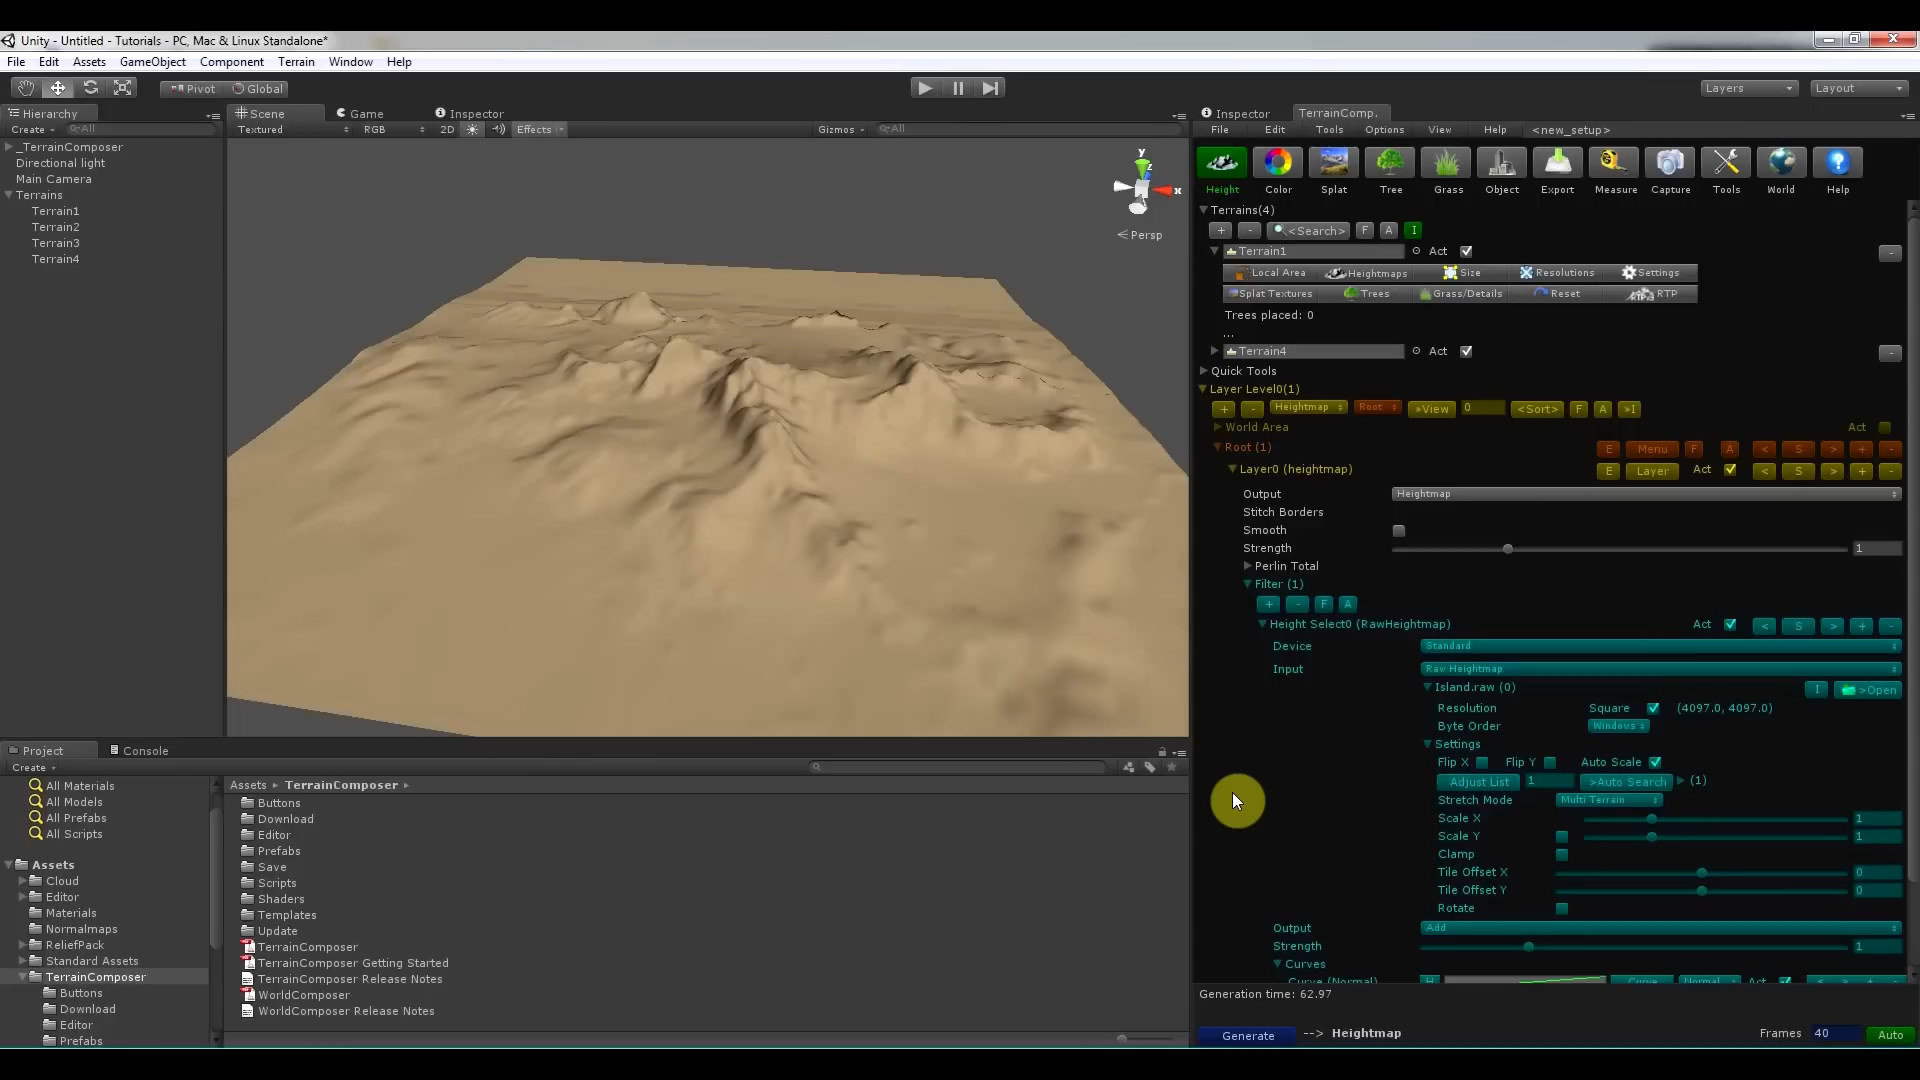 Unity - Untitled - Tutorials - PC, Mac & Linux Standalone*
File Edit Assets GameObject Component Terrain Window Help
Pivot Global Layers Layout
Hierarchy
Create All
_TerrainComposer
Directional light
Main Camera
Terrains
Terrain1
Terrain2
Terrain3
Terrain4
Scene Game Inspector
Textured RGB 2D Effects Gizmos All
y
z
x
Persp
Project Console
Create
All Materials
All Models
All Prefabs
All Scripts
Assets
Cloud
Editor
Materials
Normalmaps
ReliefPack
Standard Assets
TerrainComposer
Buttons
Download
Editor
Prefabs
Assets TerrainComposer
Buttons
Download
Editor
Prefabs
Save
Scripts
Shaders
Templates
Update
TerrainComposer
TerrainComposer Getting Started
TerrainComposer Release Notes
WorldComposer
WorldComposer Release Notes
Inspector TerrainComp.
File Edit Tools Options View Help <new_setup>
Height Color Splat Tree Grass Object Export Measure Capture Tools World Help
Terrains(4)
+ - <Search> F A I
Terrain1 Act -
Local Area Heightmaps Size Resolutions Settings
Splat Textures Trees Grass/Details Reset RTP
Trees placed: 0
...
Terrain4 Act -
Quick Tools
Layer Level0(1)
+ - Heightmap Root »View 0 <Sort> F A »I
World Area Act
Root (1) E Menu F A < S > + -
Layer0 (heightmap) E Layer Act < S > + -
Output Heightmap
Stitch Borders
Smooth
Strength 1
Perlin Total
Filter (1)
+ - F A
Height Select0 (RawHeightmap) Act < S > + -
Device Standard
Input Raw Heightmap
Island.raw (0) I >Open
Resolution Square (4097.0, 4097.0)
Byte Order Windows
Settings
Flip X Flip Y Auto Scale
Adjust List 1 >Auto Search (1)
Stretch Mode Multi Terrain
Scale X 1
Scale Y 1
Clamp
Tile Offset X 0
Tile Offset Y 0
Rotate
Output Add
Strength 1
Curves
Curve (Normal) Curve Normal Act
Generation time: 62.97
Generate --> Heightmap Frames 40 Auto